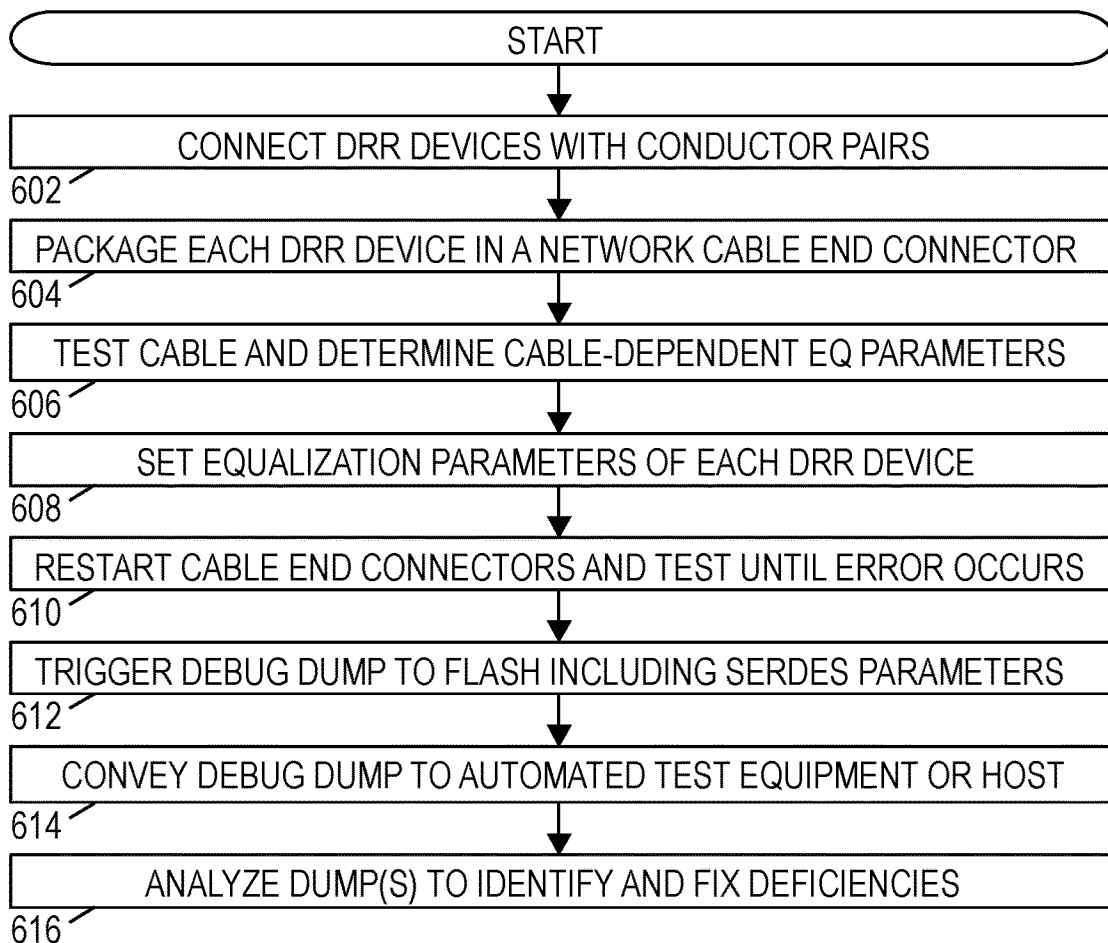 START
CONNECT DRR DEVICES WITH CONDUCTOR PAIRS
602
PACKAGE EACH DRR DEVICE IN A NETWORK CABLE END CONNECTOR
604
TEST CABLE AND DETERMINE CABLE-DEPENDENT EQ PARAMETERS
606
SET EQUALIZATION PARAMETERS OF EACH DRR DEVICE
608
RESTART CABLE END CONNECTORS AND TEST UNTIL ERROR OCCURS
610
TRIGGER DEBUG DUMP TO FLASH INCLUDING SERDES PARAMETERS
612
CONVEY DEBUG DUMP TO AUTOMATED TEST EQUIPMENT OR HOST
614
ANALYZE DUMP(S) TO IDENTIFY AND FIX DEFICIENCIES
616